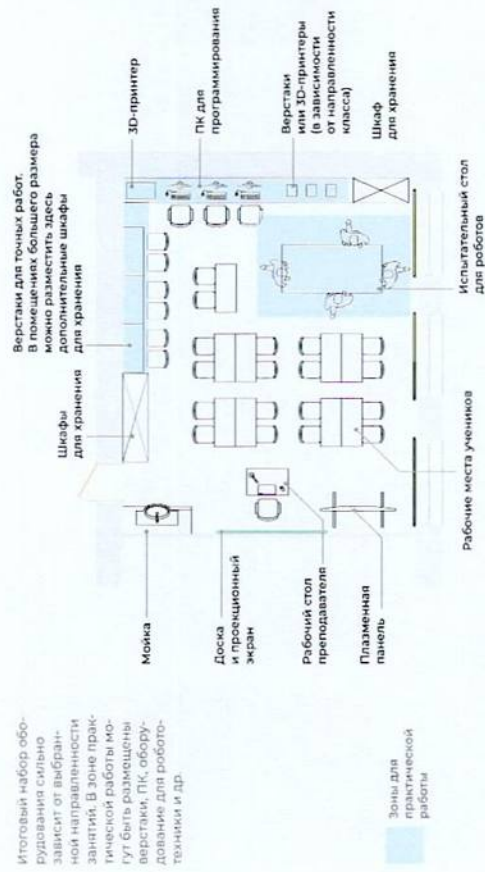 Итоговый набор обо-
рудования сильно
зависит от выбран-
ной направленности
занятий. В зоне прак-
тической работы мо-
гут быть размещены
верстаки, ПК, обору-
дование для робото-
техники и др.
Зоны для
практической
работы
Мойка
Доска
и проекционный
экран
Рабочий стол
преподавателя
Плазменная
панель
Шкафы
для хранения
Верстаки для точных работ.
В помещениях большего размера
можно разместить здесь
дополнительные шкафы
для хранения
3D-принтер
ПК для
программирования
Верстаки
или 3D-принтеры
(в зависимости
от направленности
класса)
Шкаф
для хранения
Испытательный стол
для роботов
Рабочие места учеников